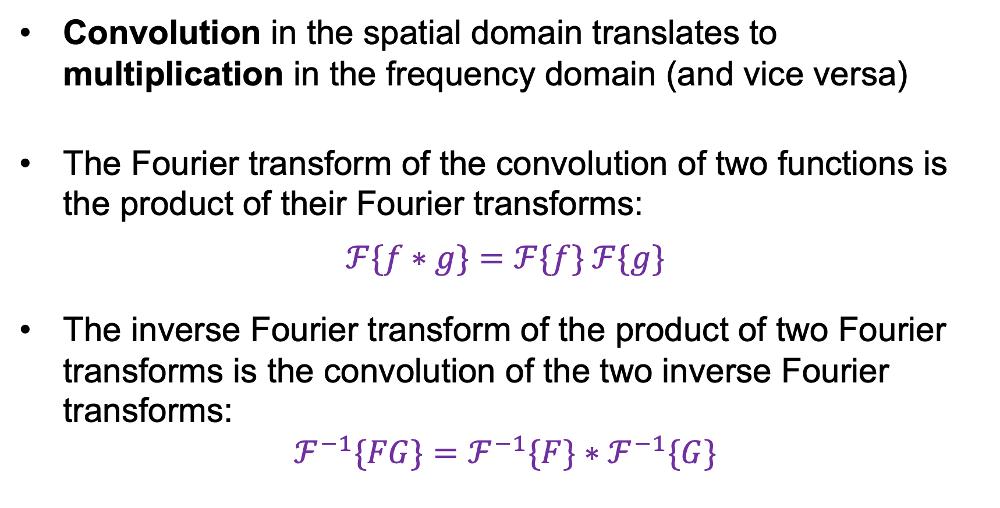 • Convolution in the spatial domain translates to
multiplication in the frequency domain (and vice versa)
• The Fourier transform of the convolution of two functions is
the product of their Fourier transforms:
ℱ{f ∗ g} = ℱ{f} ℱ{g}
• The inverse Fourier transform of the product of two Fourier
transforms is the convolution of the two inverse Fourier
transforms:
ℱ⁻¹{FG} = ℱ⁻¹{F} ∗ ℱ⁻¹{G}